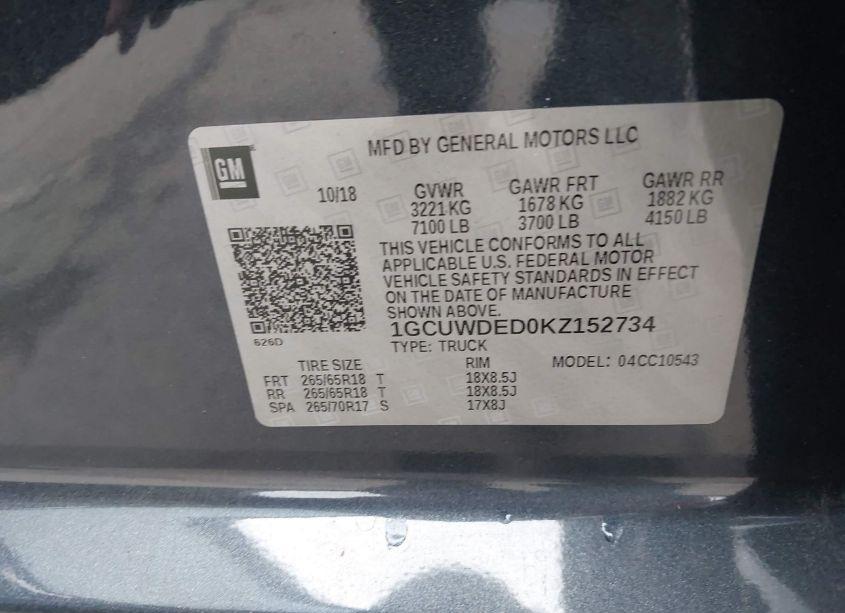 GM
MFD BY GENERAL MOTORS LLC
10/18
GVWR GAWR FRT GAWR RR
3221 KG 1678 KG 1882 KG
7100 LB 3700 LB 4150 LB
THIS VEHICLE CONFORMS TO ALL
APPLICABLE U.S. FEDERAL MOTOR
VEHICLE SAFETY STANDARDS IN EFFECT
ON THE DATE OF MANUFACTURE
SHOWN ABOVE.
1GCUWDED0KZ152734
626D
TYPE: TRUCK
TIRE SIZE RIM MODEL: 04CC10543
FRT 265/65R18 T 18X8.5J
RR 265/65R18 T 18X8.5J
SPA 265/70R17 S 17X8J